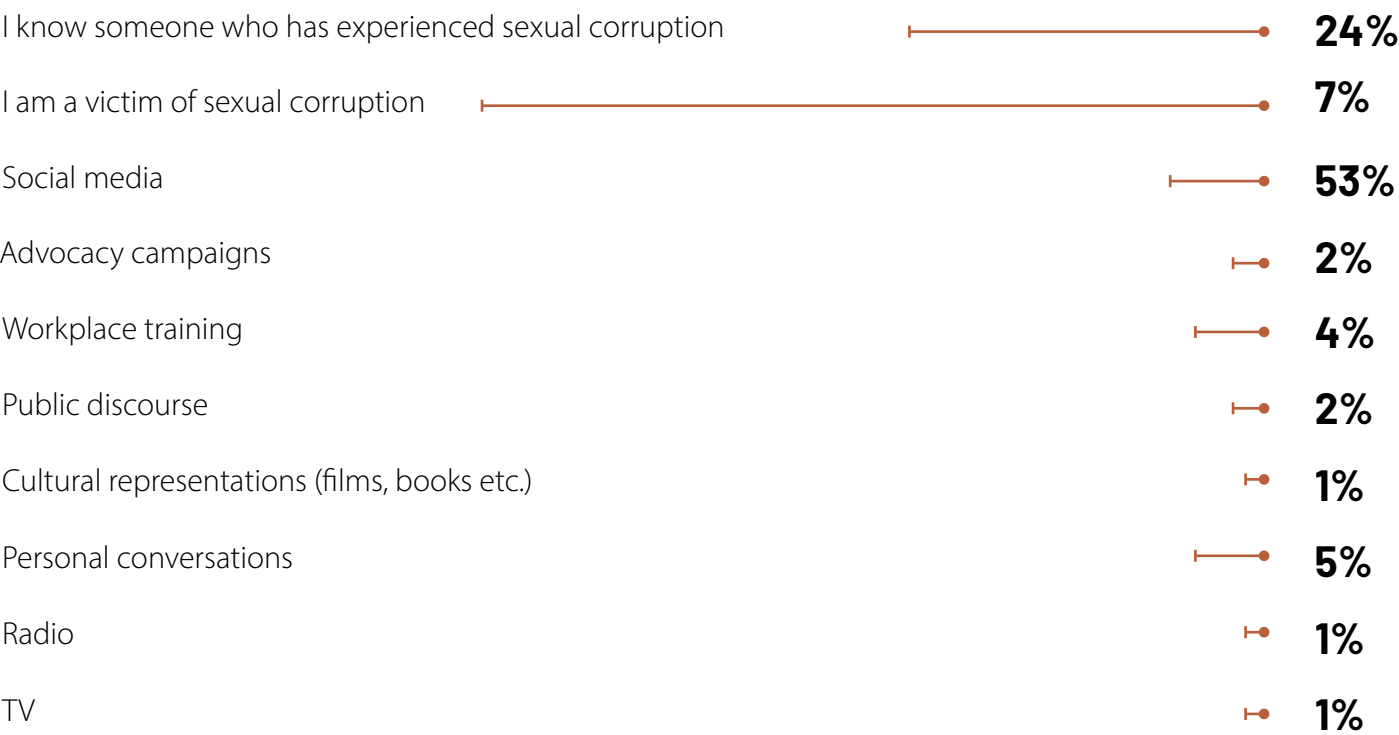 I know someone who has experienced sexual corruption 24%
I am a victim of sexual corruption 7%
Social media 53%
Advocacy campaigns 2%
Workplace training 4%
Public discourse 2%
Cultural representations (films, books etc.) 1%
Personal conversations 5%
Radio 1%
TV 1%